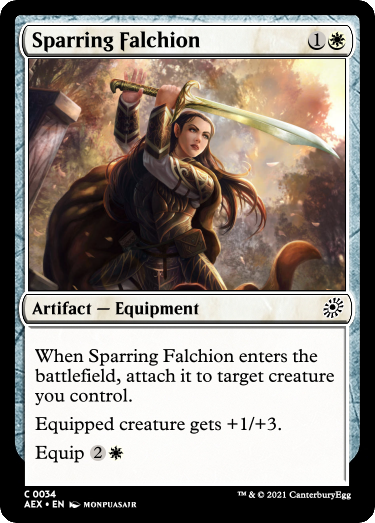 Sparring Falchion 1
Artifact — Equipment
When Sparring Falchion enters the
battlefield, attach it to target creature
you control.
Equipped creature gets +1/+3.
Equip 2
C 0034
AEX • EN MONPUASAJR
™ & © 2021 CanterburyEgg